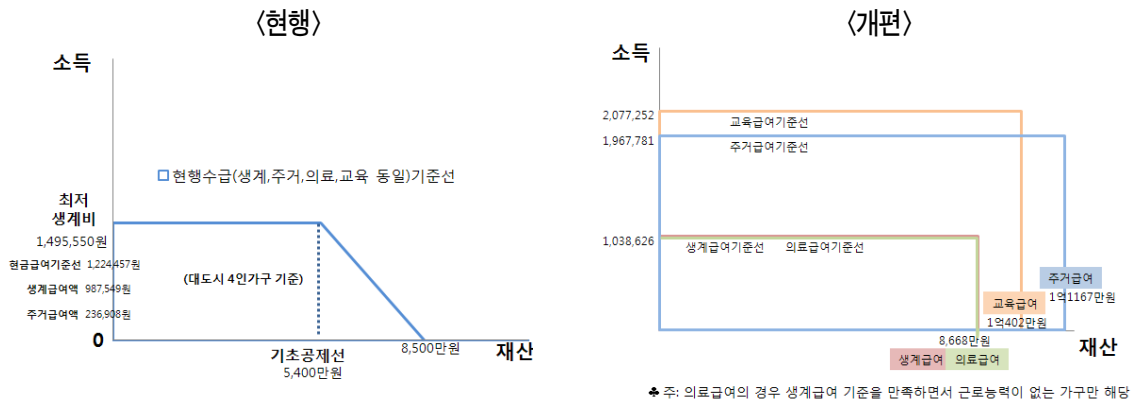 〈현행〉
소득
현행수급(생계,주거,의료,교육 동일)기준선
최저
생계비
1,495,550원
현금급여기준선 1,224,457원
생계급여액 987,549원
주거급여액 236,908원
(대도시 4인가구 기준)
0
기초공제선
5,400만원
8,500만원
재산
〈개편〉
소득
2,077,252
교육급여기준선
1,967,781
주거급여기준선
1,038,626
생계급여기준선 의료급여기준선
주거급여
1억1167만원
교육급여
1억402만원
8,668만원
재산
생계급여 의료급여
♣ 주: 의료급여의 경우 생계급여 기준을 만족하면서 근로능력이 없는 가구만 해당